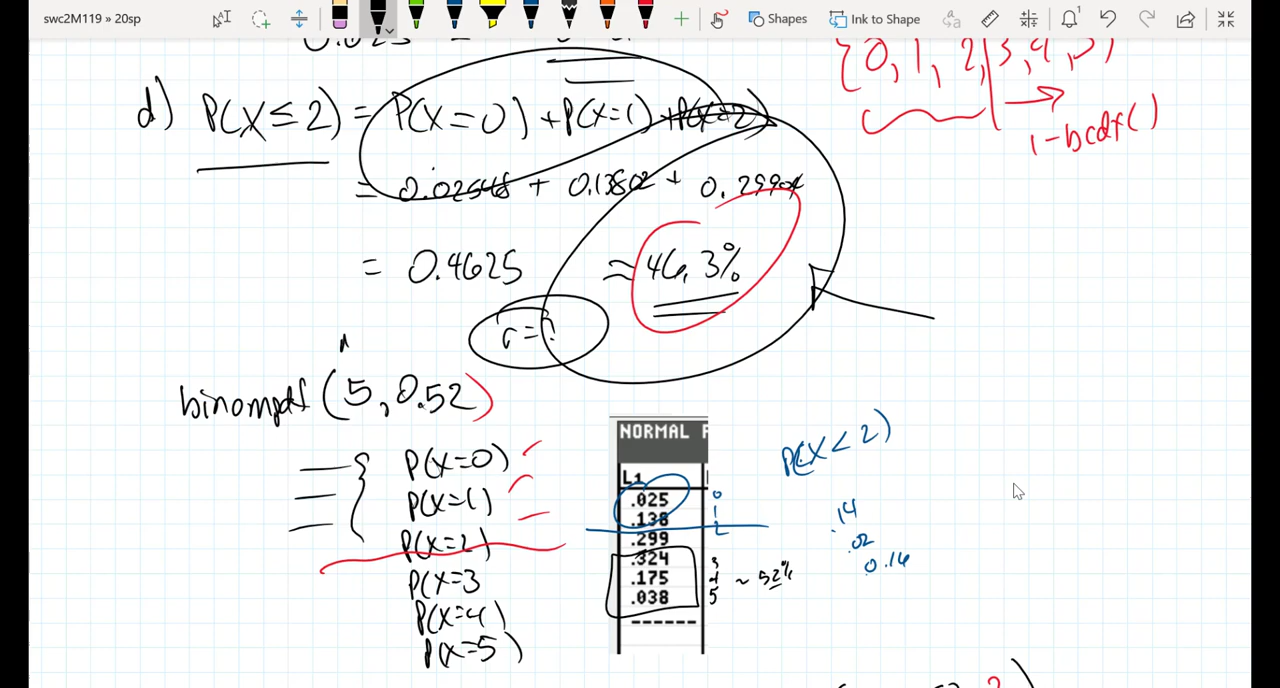 swc2M119 » 20sp
Shapes
Ink to Shape
{0, 1, 2, 3, 4, 5}
1-bcdf( )
d) P(X ≤ 2) = P(X=0) + P(X=1) + P(X=2)
= 0.02548 + 0.1380 + 0.2990
= 0.4625 ≈ 46.3%
r=?
n
binompdf (5, 0.52)
P(X=0)
P(X=1)
P(X=2)
P(X=3
P(X=4)
P(X=5)
NORMAL F
L1
.025 0
.138 1
.299 2
.324 3
.175 4
.038 5
------
~ 52%
P(X < 2)
.14
.02
0.16